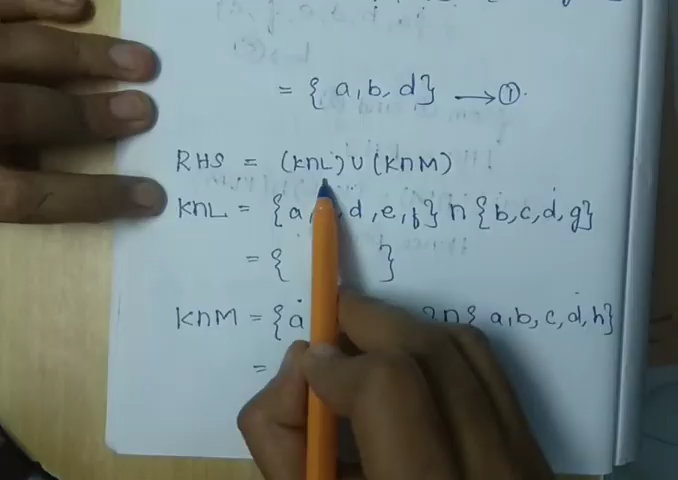 = { a, b, d} → ①.
RHS = (K∩L) ∪ (K∩M)
K∩L = {a, , d, e, f} ∩ {b, c, d, g}
= { }
K∩M = {a } ∩ { a, b, c, d, h}
=